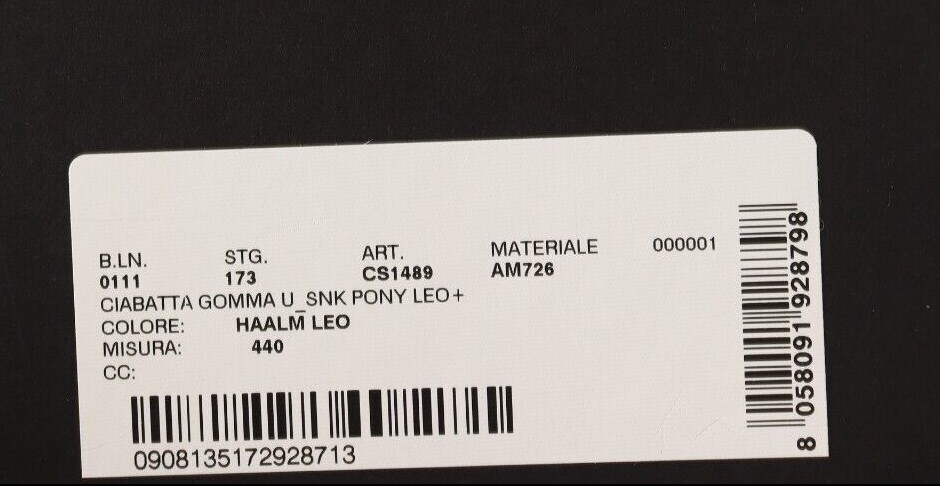 B.LN. STG. ART. MATERIALE 000001
0111 173 CS1489 AM726
CIABATTA GOMMA U_SNK PONY LEO+
COLORE: HAALM LEO
MISURA: 440
CC:
0908135172928713
8 058091 928798